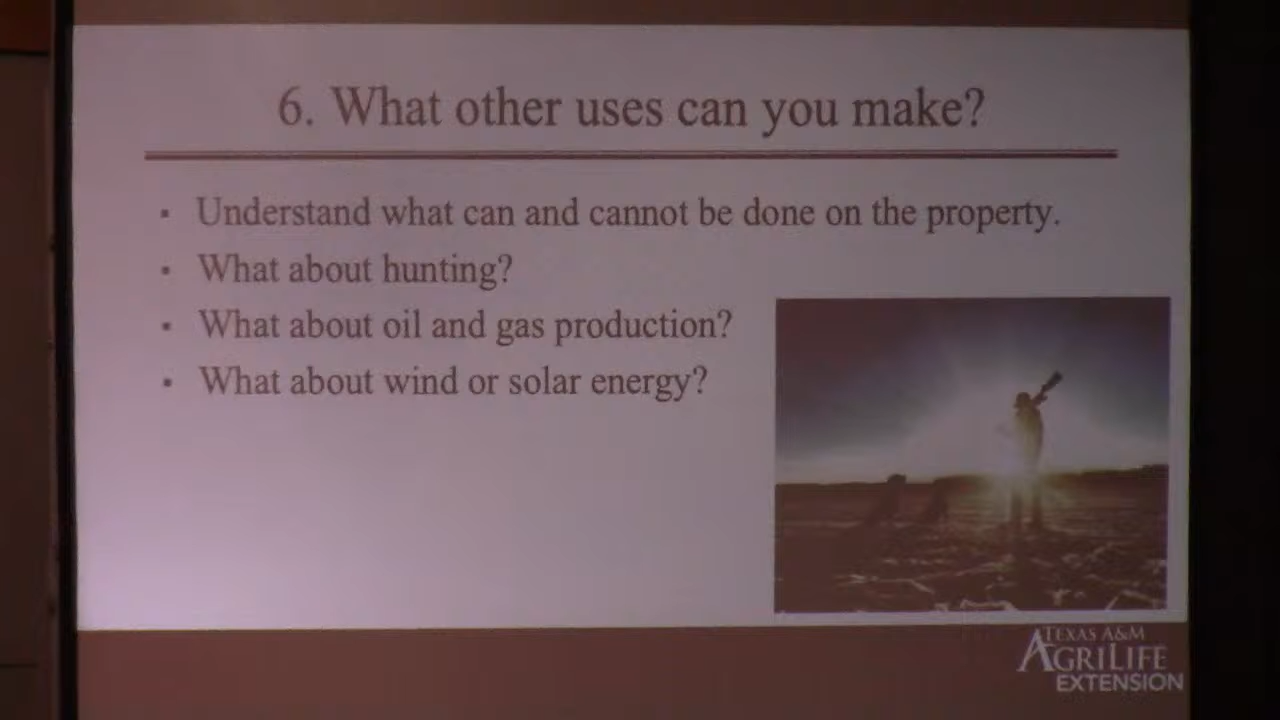 6. What other uses can you make?
▪ Understand what can and cannot be done on the property.
▪ What about hunting?
▪ What about oil and gas production?
▪ What about wind or solar energy?
TEXAS A&M
AGRILIFE
EXTENSION